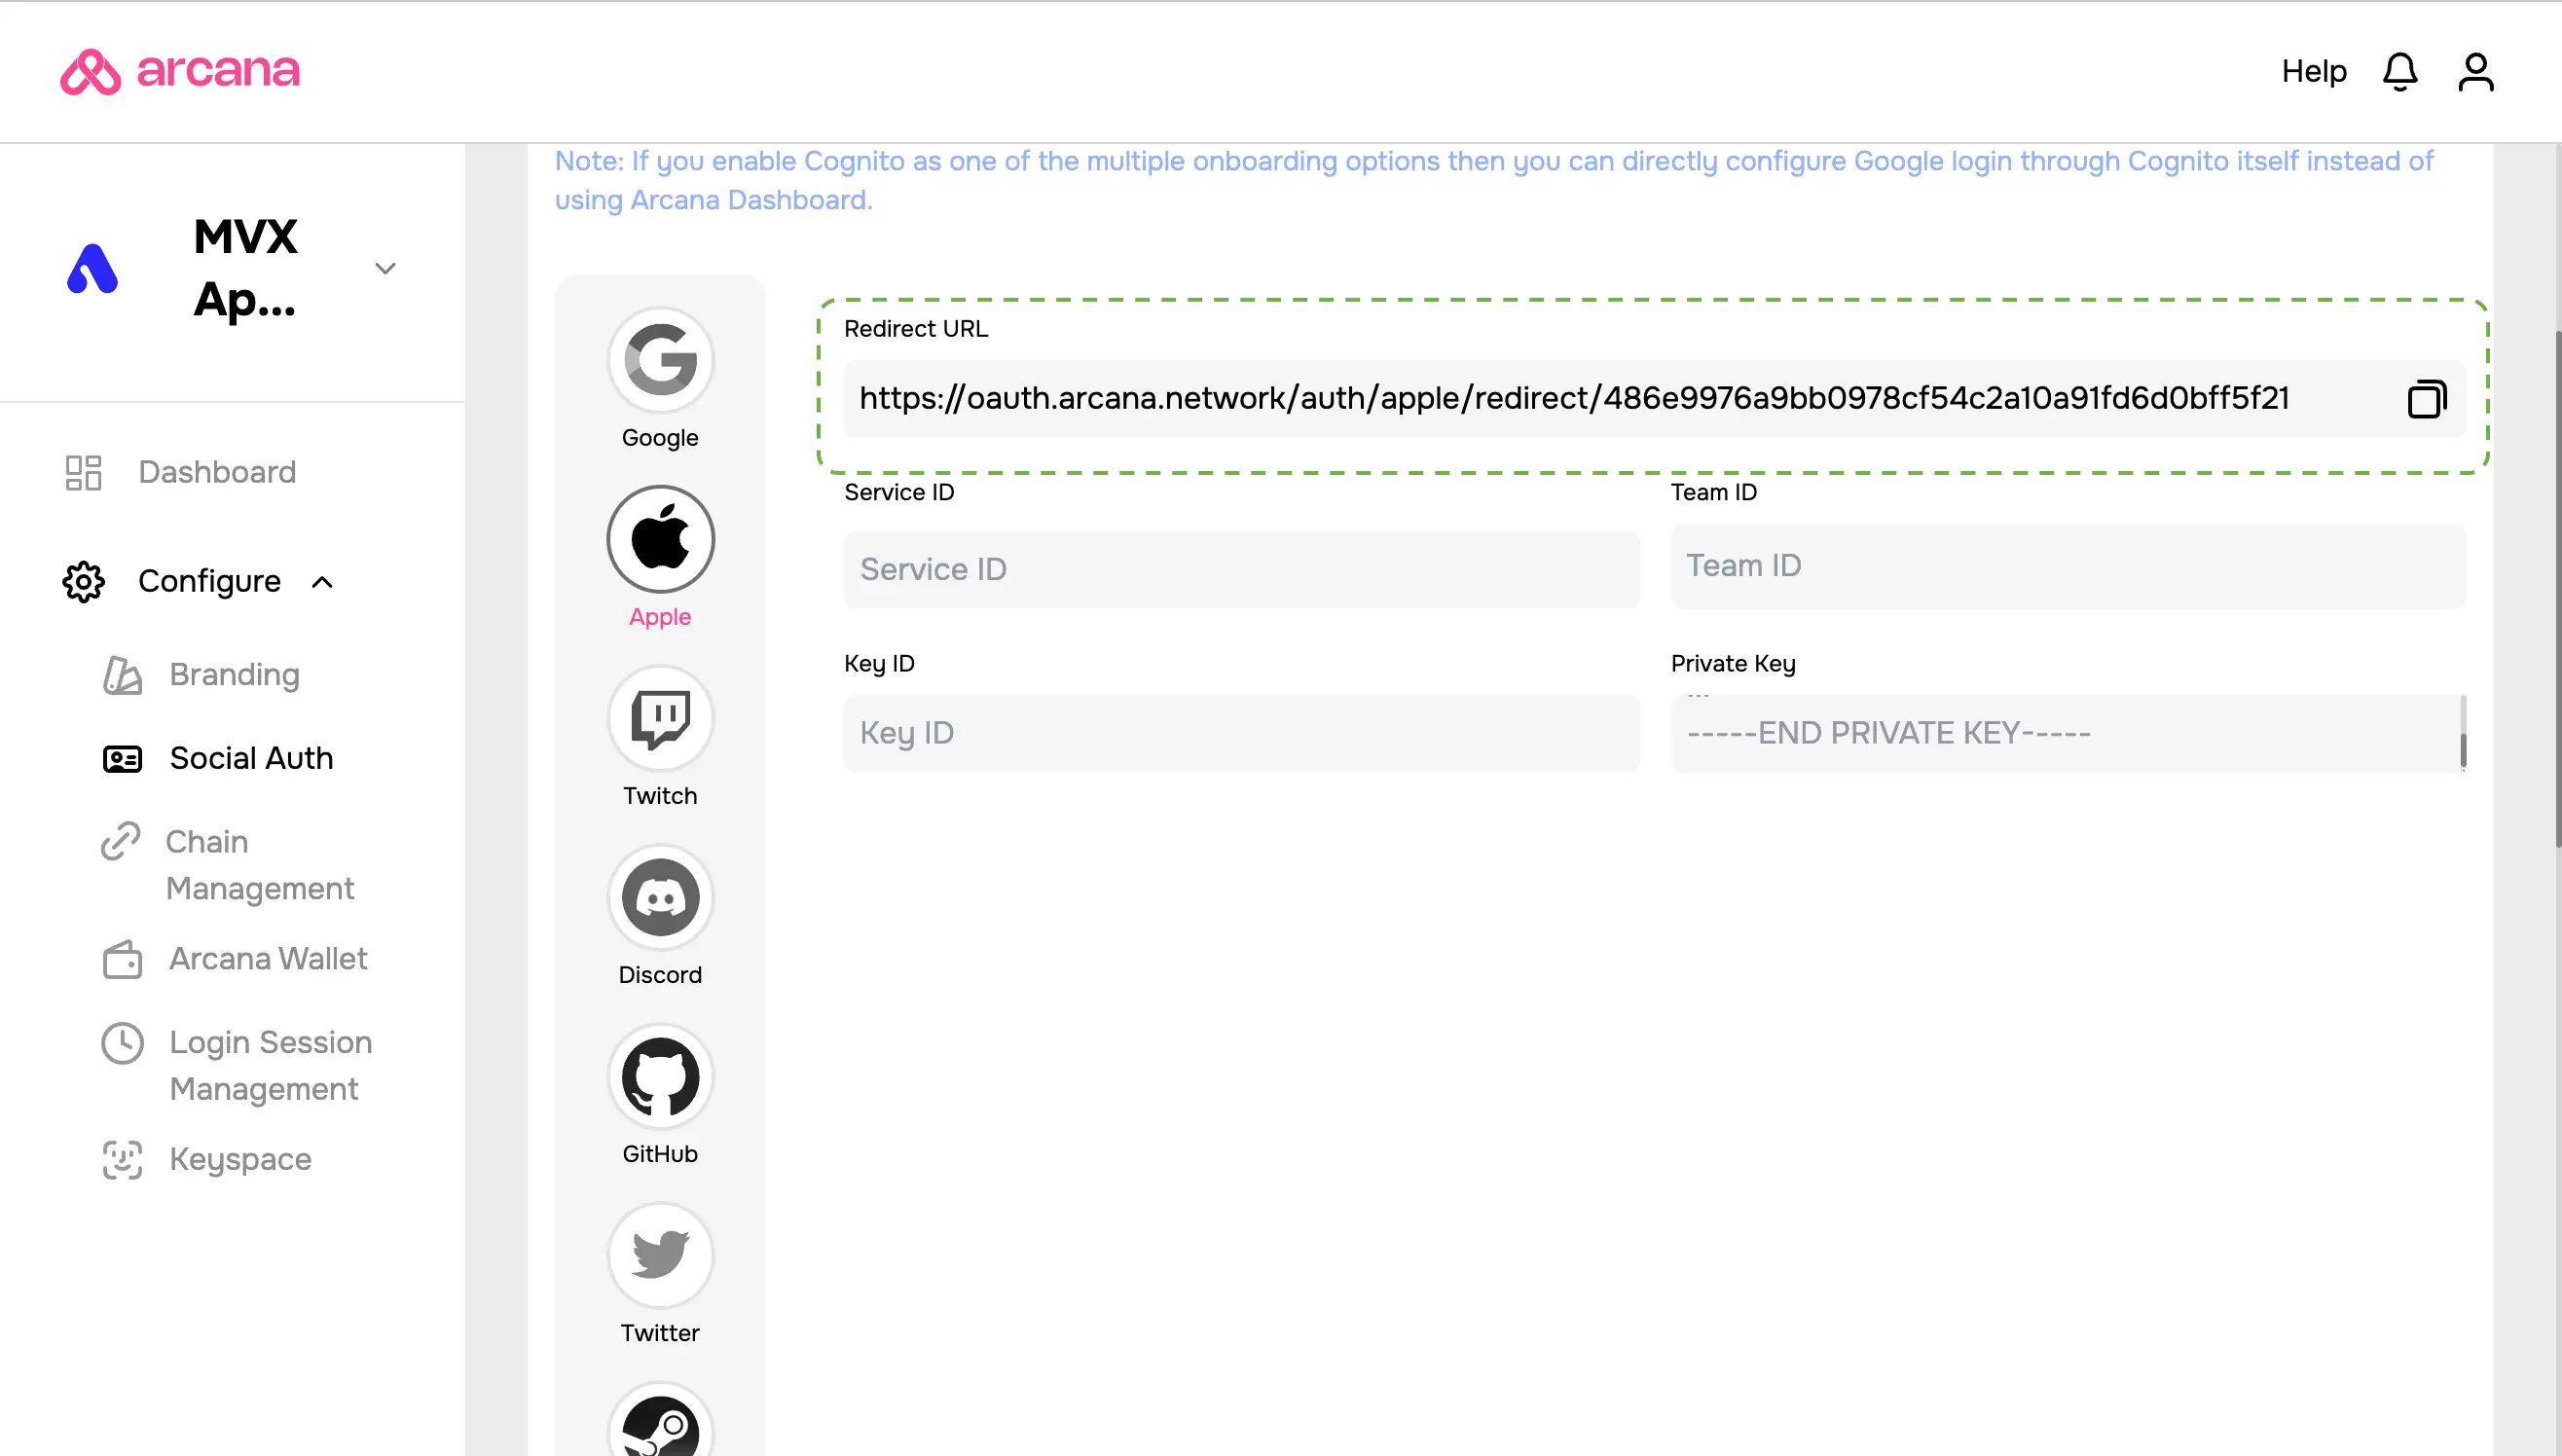 arcana
Help
MVX
Ap...
Dashboard
Configure
Branding
Social Auth
Chain
Management
Arcana Wallet
Login Session
Management
Keyspace
Note: If you enable Cognito as one of the multiple onboarding options then you can directly configure Google login through Cognito itself instead of
using Arcana Dashboard.
Google
Apple
Twitch
Discord
GitHub
Twitter
Redirect URL
https://oauth.arcana.network/auth/apple/redirect/486e9976a9bb0978cf54c2a10a91fd6d0bff5f21
Service ID
Service ID
Team ID
Team ID
Key ID
Key ID
Private Key
...
-----END PRIVATE KEY-----